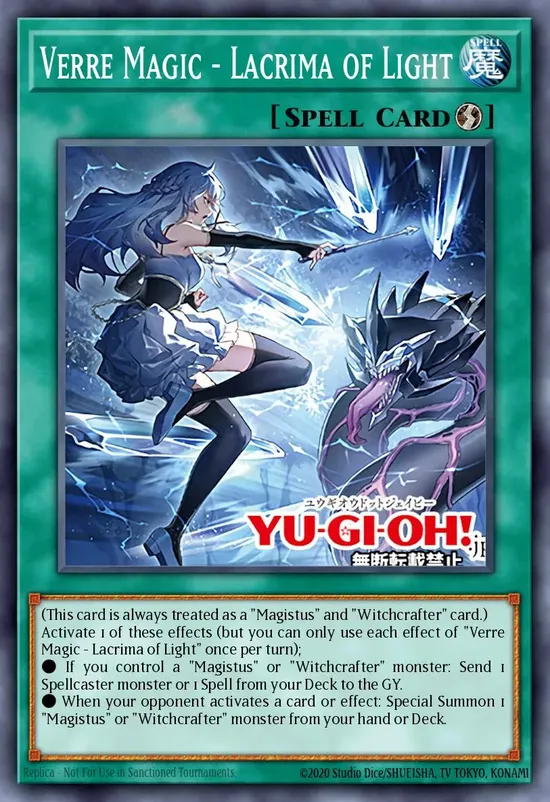 Verre Magic - Lacrima of Light
SPELL
魔
[Spell Card]
ユウギオウドットジェイピー
YU-GI-OH!
無断転載禁止
(This card is always treated as a "Magistus" and "Witchcrafter" card.)
Activate 1 of these effects (but you can only use each effect of "Verre
Magic - Lacrima of Light" once per turn);
● If you control a "Magistus" or "Witchcrafter" monster: Send 1
Spellcaster monster or 1 Spell from your Deck to the GY.
● When your opponent activates a card or effect: Special Summon 1
"Magistus" or "Witchcrafter" monster from your hand or Deck.
Replica - Not For Use in Sanctioned Tournaments
©2020 Studio Dice/SHUEISHA, TV TOKYO, KONAMI